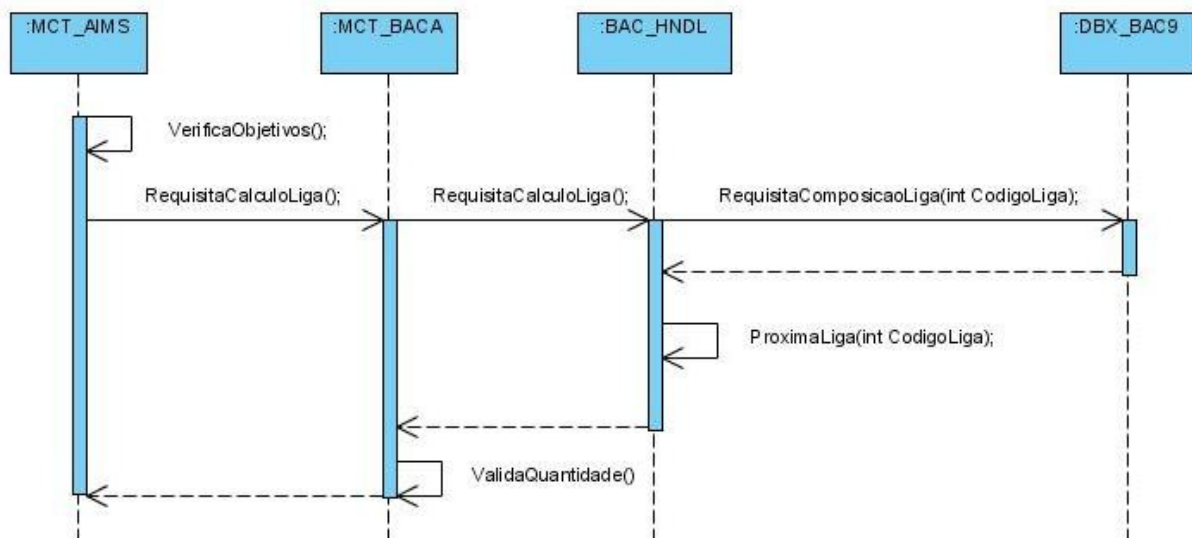 :MCT_AIMS
:MCT_BACA
:BAC_HNDL
:DBX_BAC9
VerificaObjetivos();
RequisitaCalculoLiga();
RequisitaCalculoLiga();
RequisitaComposicaoLiga(int CodigoLiga);
ProximaLiga(int CodigoLiga);
ValidaQuantidade()